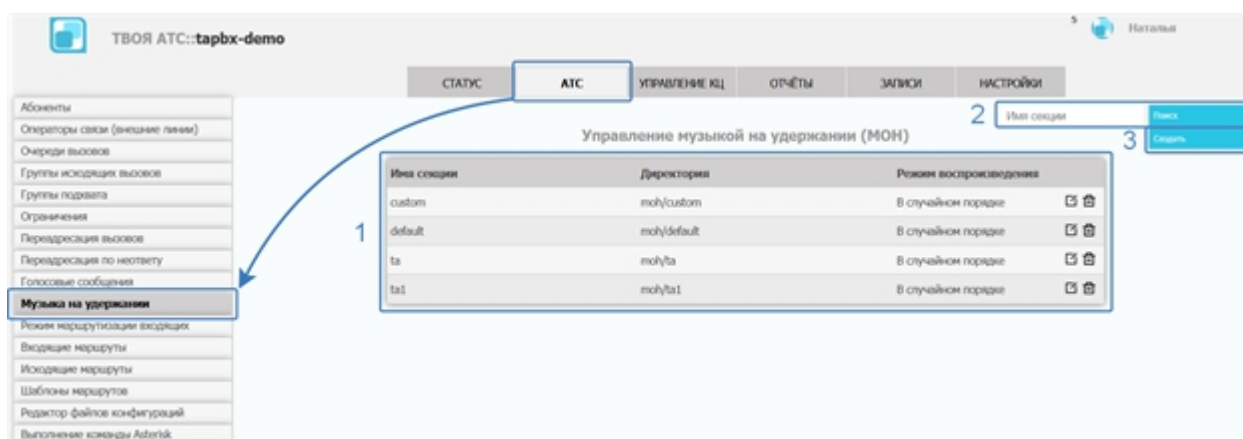 5
ТВОЯ АТС::tapbx-demo
Наталья
СТАТУС
АТС
УПРАВЛЕНИЕ КЦ
ОТЧЁТЫ
ЗАПИСИ
НАСТРОЙКИ
Абоненты
Операторы связи (внешние линии)
Очереди вызовов
Группы исходящих вызовов
Группы подхвата
Ограничения
Переадресация вызовов
Переадресация по неответу
Голосовые сообщения
Музыка на удержании
Режим маршрутизации входящих
Входящие маршруты
Исходящие маршруты
Шаблоны маршрутов
Редактор файлов конфигураций
Выполнение команды Asterisk
2
Имя секции
Поиск
3
Создать
Управление музыкой на удержании (МОН)
1
Имя секции Директория Режим воспроизведения
custom moh/custom В случайном порядке
default moh/default В случайном порядке
ta moh/ta В случайном порядке
ta1 moh/ta1 В случайном порядке